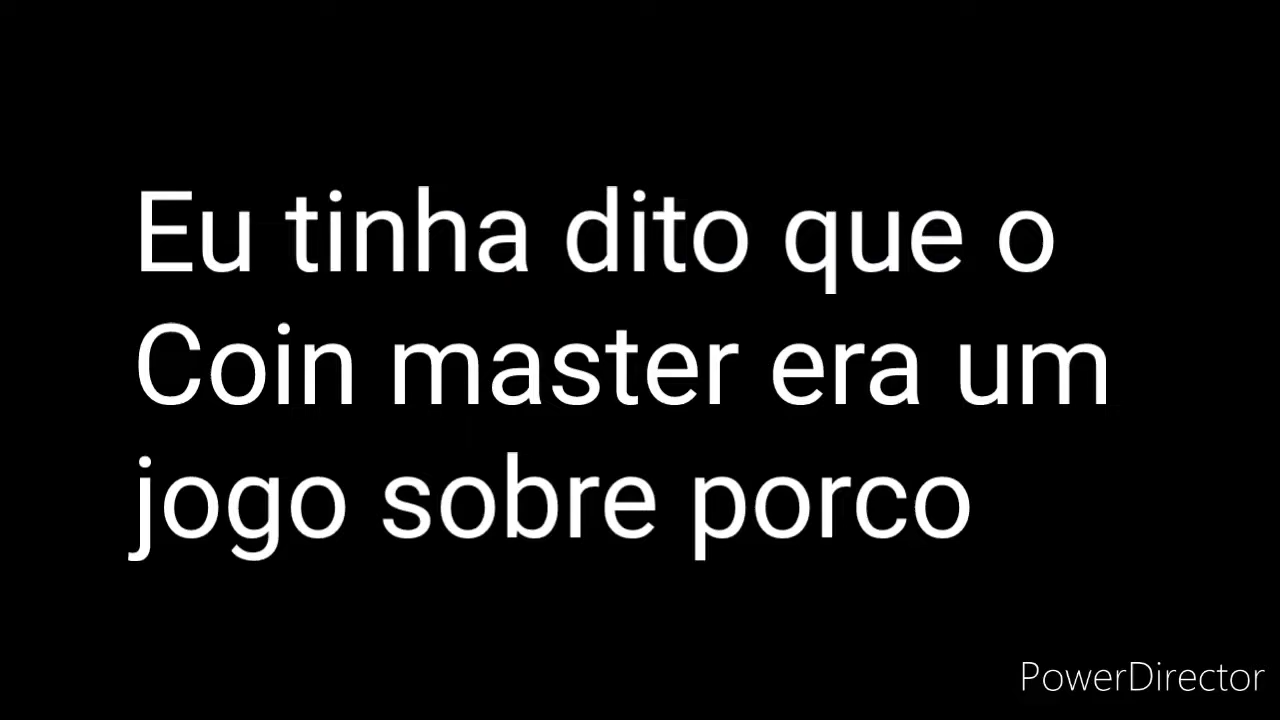 Eu tinha dito que o
Coin master era um
jogo sobre porco
PowerDirector